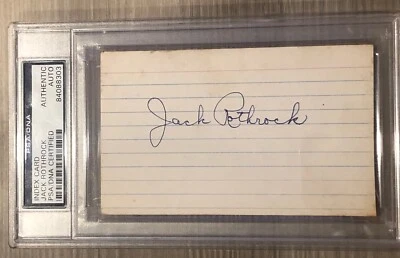 PSA/DNA
INDEX CARD
JACK ROTHROCK
PSA/DNA CERTIFIED
AUTHENTIC
AUTO
84088303
Jack Rothrock